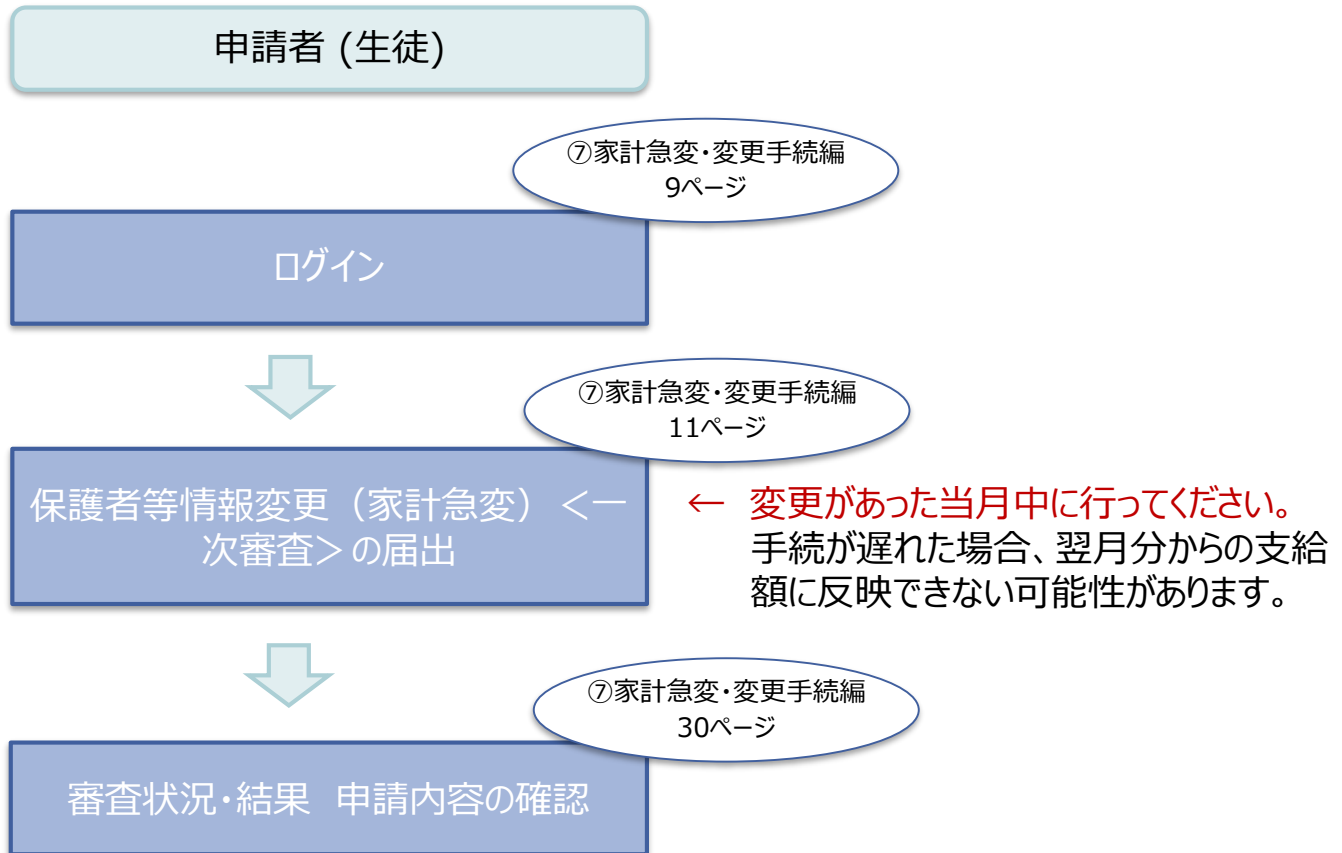 申請者 (生徒)
⑦家計急変・変更手続編
9ページ
ログイン
⑦家計急変・変更手続編
11ページ
保護者等情報変更（家計急変）＜一
次審査＞の届出
← 変更があった当月中に行ってください。
手続が遅れた場合、翌月分からの支給
額に反映できない可能性があります。
⑦家計急変・変更手続編
30ページ
審査状況・結果　申請内容の確認